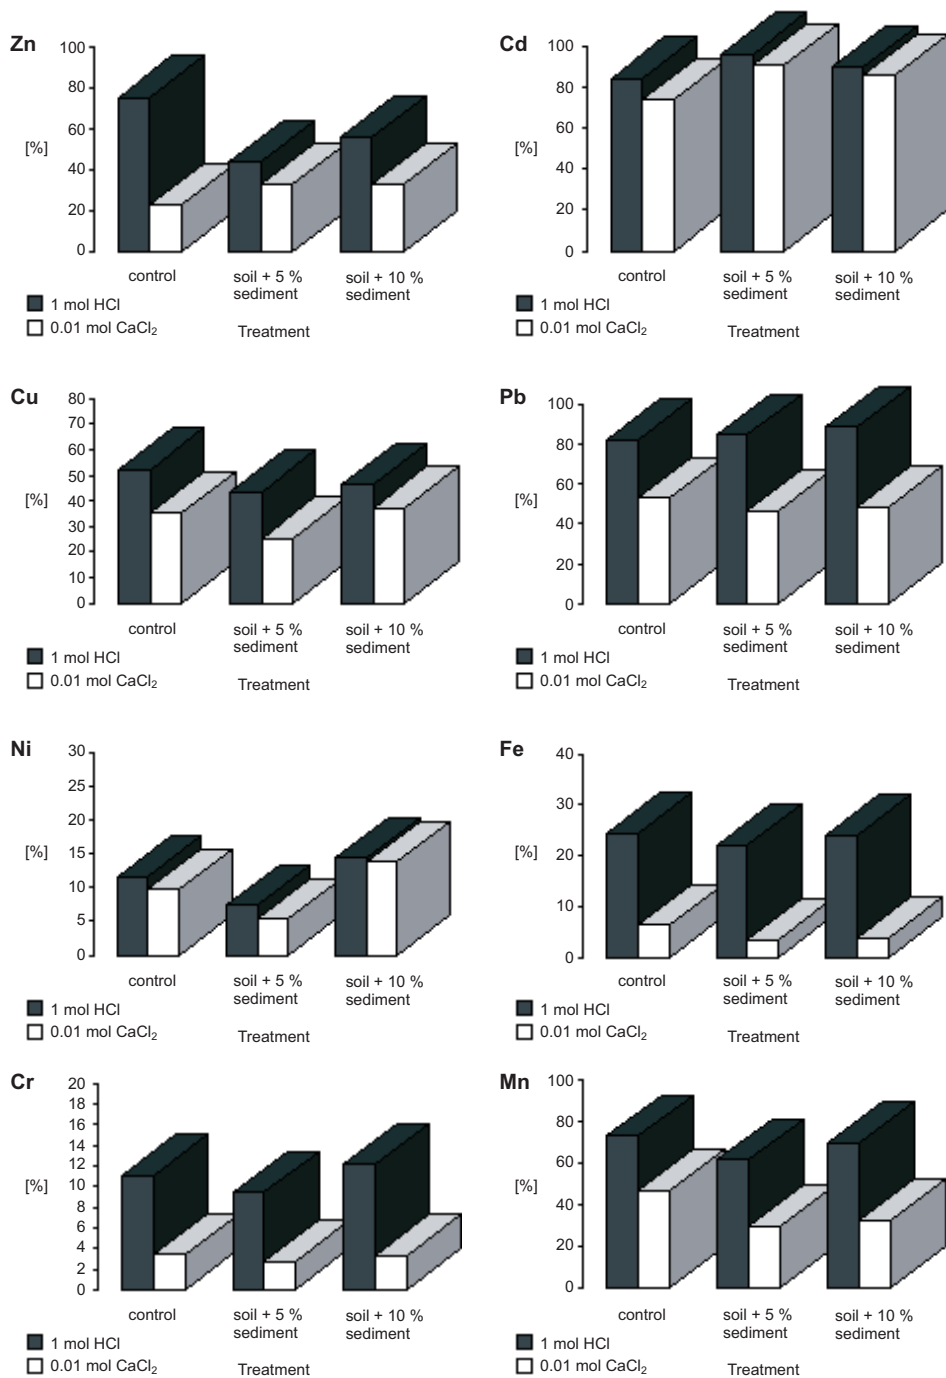 Zn
100
80
60
[%]
40
20
0
control
soil + 5 %
sediment
soil + 10 %
sediment
1 mol HCl
0.01 mol CaCl₂
Treatment
Cd
100
80
60
[%]
40
20
0
control
soil + 5 %
sediment
soil + 10 %
sediment
1 mol HCl
0.01 mol CaCl₂
Treatment
Cu
80
70
60
50
[%]
40
30
20
10
0
control
soil + 5 %
sediment
soil + 10 %
sediment
1 mol HCl
0.01 mol CaCl₂
Treatment
Pb
100
80
60
[%]
40
20
0
control
soil + 5 %
sediment
soil + 10 %
sediment
1 mol HCl
0.01 mol CaCl₂
Treatment
Ni
30
25
20
15
[%]
10
5
0
control
soil + 5 %
sediment
soil + 10 %
sediment
1 mol HCl
0.01 mol CaCl₂
Treatment
Fe
40
30
20
[%]
10
0
control
soil + 5 %
sediment
soil + 10 %
sediment
1 mol HCl
0.01 mol CaCl₂
Treatment
Cr
20
18
16
14
12
10
[%]
8
6
4
2
0
control
soil + 5 %
sediment
soil + 10 %
sediment
1 mol HCl
0.01 mol CaCl₂
Treatment
Mn
100
80
60
[%]
40
20
0
control
soil + 5 %
sediment
soil + 10 %
sediment
1 mol HCl
0.01 mol CaCl₂
Treatment